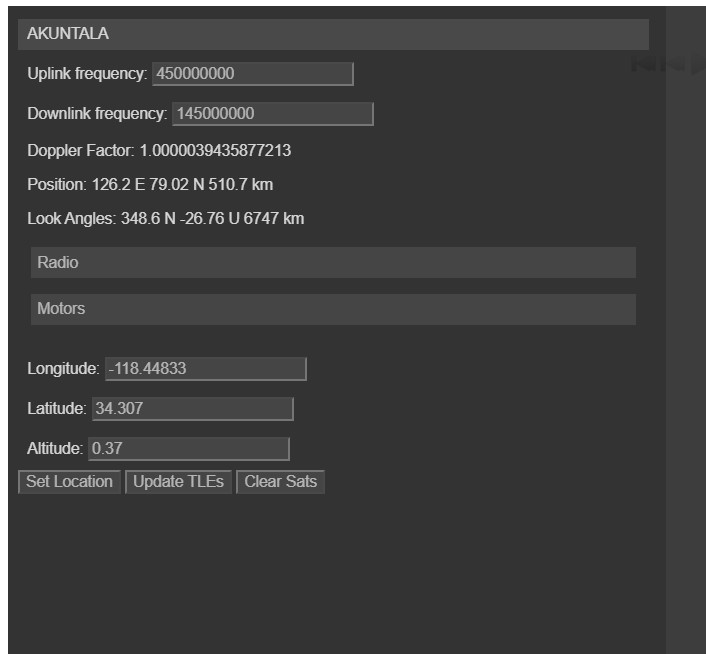 AKUNTALA
Uplink frequency: 450000000
Downlink frequency: 145000000
Doppler Factor: 1.0000039435877213
Position: 126.2 E 79.02 N 510.7 km
Look Angles: 348.6 N -26.76 U 6747 km
Radio
Motors
Longitude: -118.44833
Latitude: 34.307
Altitude: 0.37
Set Location Update TLEs Clear Sats